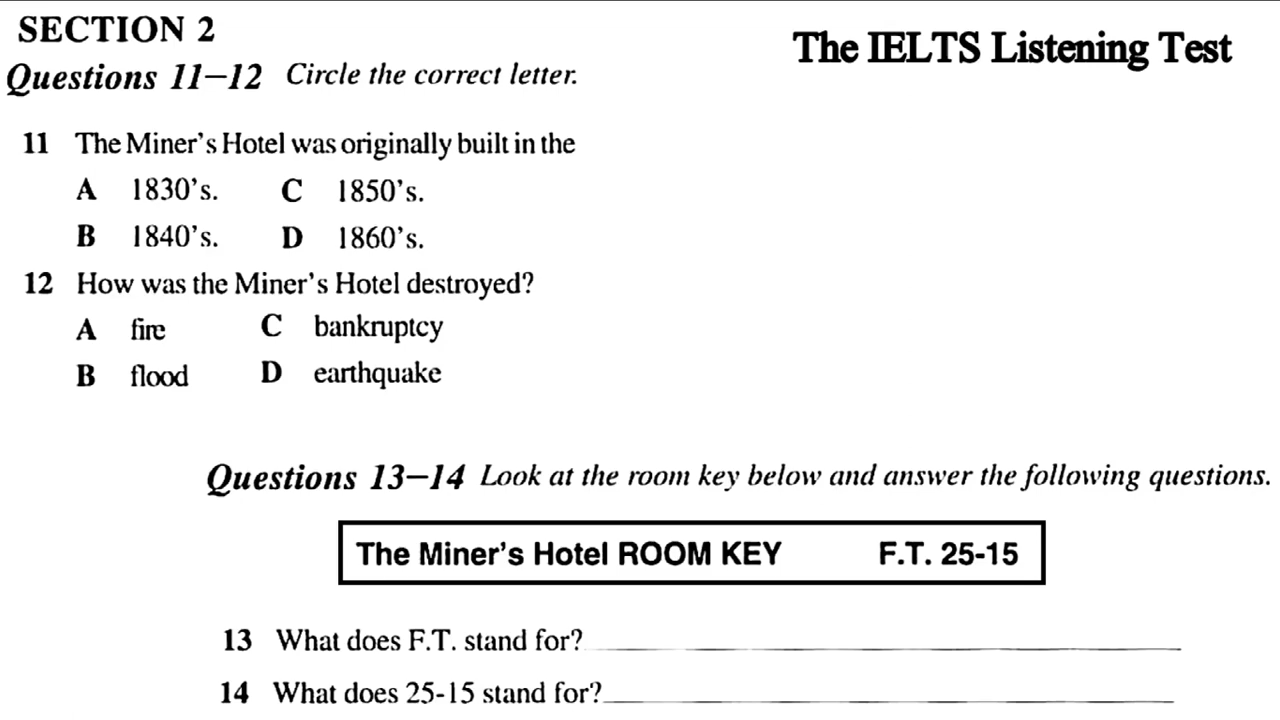 SECTION 2
The IELTS Listening Test
Questions 11–12 Circle the correct letter.
11 The Miner's Hotel was originally built in the
A 1830's. C 1850's.
B 1840's. D 1860's.
12 How was the Miner's Hotel destroyed?
A fire C bankruptcy
B flood D earthquake
Questions 13–14 Look at the room key below and answer the following questions.
The Miner's Hotel ROOM KEY F.T. 25-15
13 What does F.T. stand for?
14 What does 25-15 stand for?